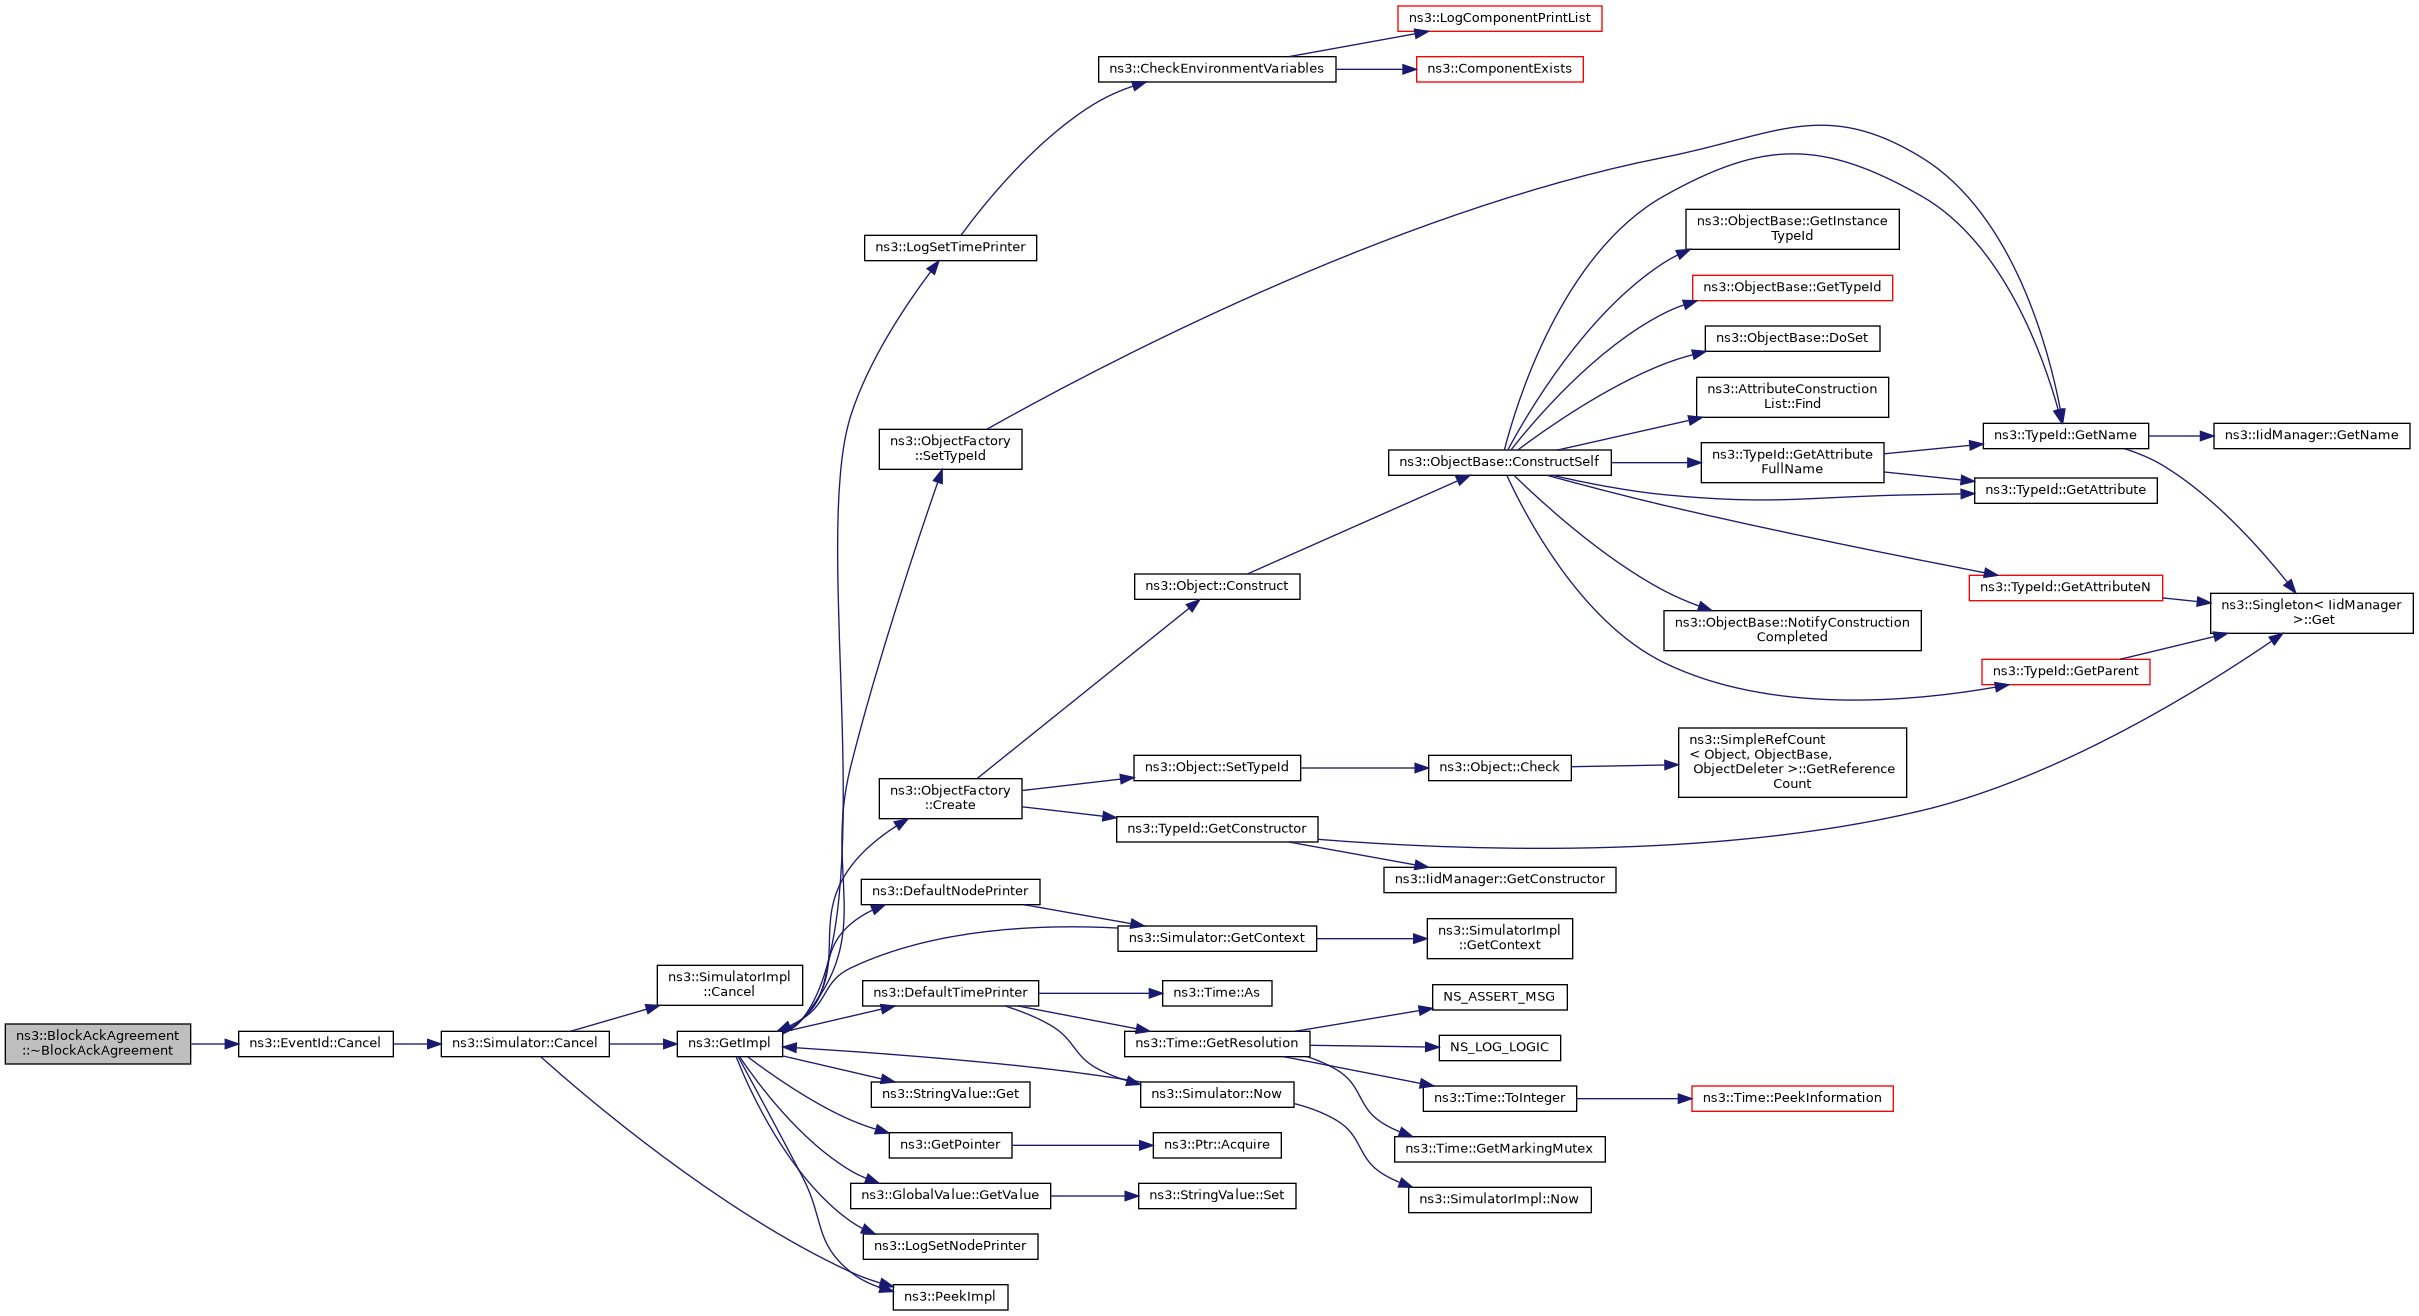 ns3::BlockAckAgreement
::~BlockAckAgreement
ns3::EventId::Cancel
ns3::Simulator::Cancel
ns3::SimulatorImpl
::Cancel
ns3::GetImpl
ns3::LogSetTimePrinter
ns3::ObjectFactory
::SetTypeId
ns3::ObjectFactory
::Create
ns3::DefaultNodePrinter
ns3::DefaultTimePrinter
ns3::StringValue::Get
ns3::GetPointer
ns3::GlobalValue::GetValue
ns3::LogSetNodePrinter
ns3::PeekImpl
ns3::CheckEnvironmentVariables
ns3::LogComponentPrintList
ns3::ComponentExists
ns3::Object::Construct
ns3::Object::SetTypeId
ns3::TypeId::GetConstructor
ns3::Simulator::GetContext
ns3::Time::As
ns3::Time::GetResolution
ns3::Simulator::Now
ns3::Ptr::Acquire
ns3::StringValue::Set
ns3::ObjectBase::ConstructSelf
ns3::Object::Check
ns3::IidManager::GetConstructor
ns3::SimulatorImpl
::GetContext
NS_ASSERT_MSG
NS_LOG_LOGIC
ns3::Time::ToInteger
ns3::Time::GetMarkingMutex
ns3::SimulatorImpl::Now
ns3::ObjectBase::GetInstance
TypeId
ns3::ObjectBase::GetTypeId
ns3::ObjectBase::DoSet
ns3::AttributeConstruction
List::Find
ns3::TypeId::GetAttribute
FullName
ns3::ObjectBase::NotifyConstruction
Completed
ns3::SimpleRefCount
< Object, ObjectBase,
ObjectDeleter >::GetReference
Count
ns3::Time::PeekInformation
ns3::TypeId::GetName
ns3::TypeId::GetAttribute
ns3::TypeId::GetAttributeN
ns3::TypeId::GetParent
ns3::IidManager::GetName
ns3::Singleton< IidManager
>::Get